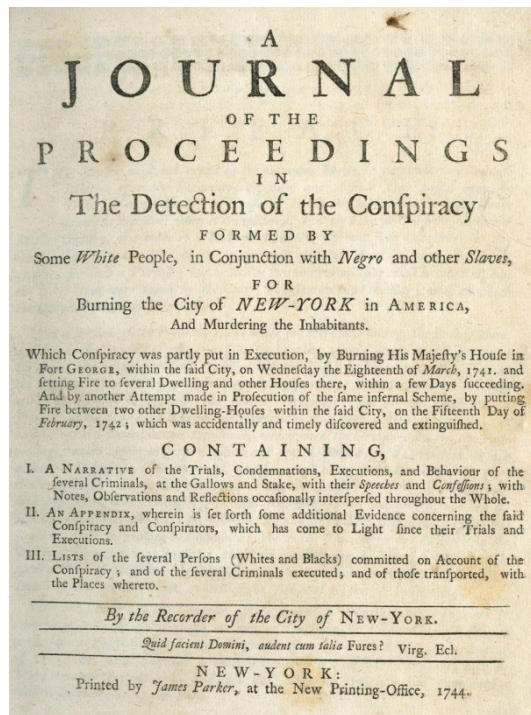 A
JOURNAL
OF THE
PROCEEDINGS
IN
The Detection of the Conſpiracy
FORMED BY
Some White People, in Conjunction with Negro and other Slaves,
FOR
Burning the City of NEW-YORK in AMERICA,
And Murdering the Inhabitants.
Which Conſpiracy was partly put in Execution, by Burning His Majeſty's Houſe in
Fort GEORGE, within the ſaid City, on Wedneſday the Eighteenth of March, 1741. and
ſetting Fire to ſeveral Dwelling and other Houſes there, within a few Days ſucceeding.
And by another Attempt made in Proſecution of the ſame infernal Scheme, by putting
Fire between two other Dwelling-Houſes within the ſaid City, on the Fifteenth Day of
February, 1742; which was accidentally and timely diſcovered and extinguiſhed.
CONTAINING,
I. A NARRATIVE of the Trials, Condemnations, Executions, and Behaviour of the
ſeveral Criminals, at the Gallows and Stake, with their Speeches and Confeſſions; with
Notes, Obſervations and Reflections occaſionally interſperſed throughout the Whole.
II. AN APPENDIX, wherein is ſet forth ſome additional Evidence concerning the ſaid
Conſpiracy and Conſpirators, which has come to Light ſince their Trials and
Executions.
III. LISTS of the ſeveral Perſons (Whites and Blacks) committed on Account of the
Conſpiracy; and of the ſeveral Criminals executed; and of thoſe tranſported, with
the Places whereto.
By the Recorder of the City of NEW-YORK.
Quid facient Domini, audent cum talia Fures? Virg. Ecl.
NEW-YORK:
Printed by James Parker, at the New Printing-Office, 1744.